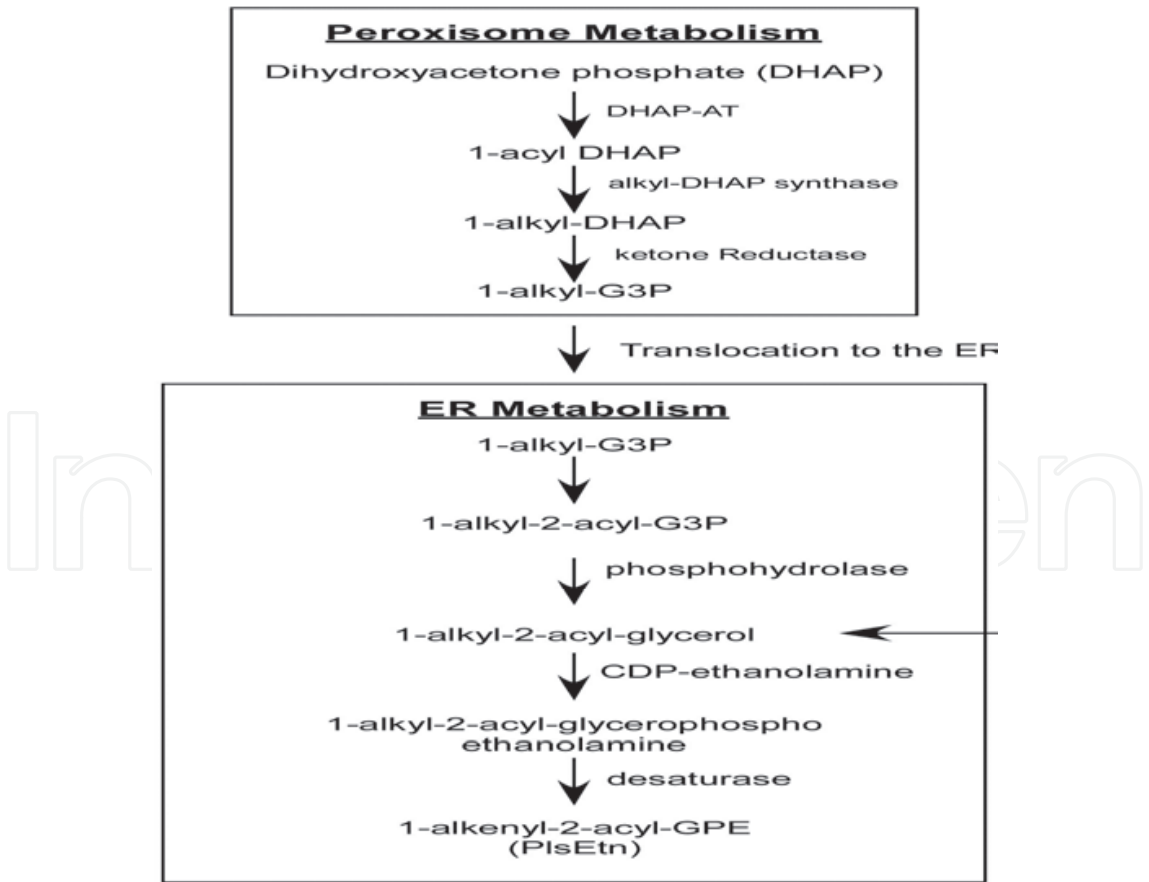 Peroxisome Metabolism
Dihydroxyacetone phosphate (DHAP)
DHAP-AT
1-acyl DHAP
alkyl-DHAP synthase
1-alkyl-DHAP
ketone Reductase
1-alkyl-G3P
Translocation to the ER
ER Metabolism
1-alkyl-G3P
1-alkyl-2-acyl-G3P
phosphohydrolase
1-alkyl-2-acyl-glycerol
CDP-ethanolamine
1-alkyl-2-acyl-glycerophospho
ethanolamine
desaturase
1-alkenyl-2-acyl-GPE
(PlsEtn)